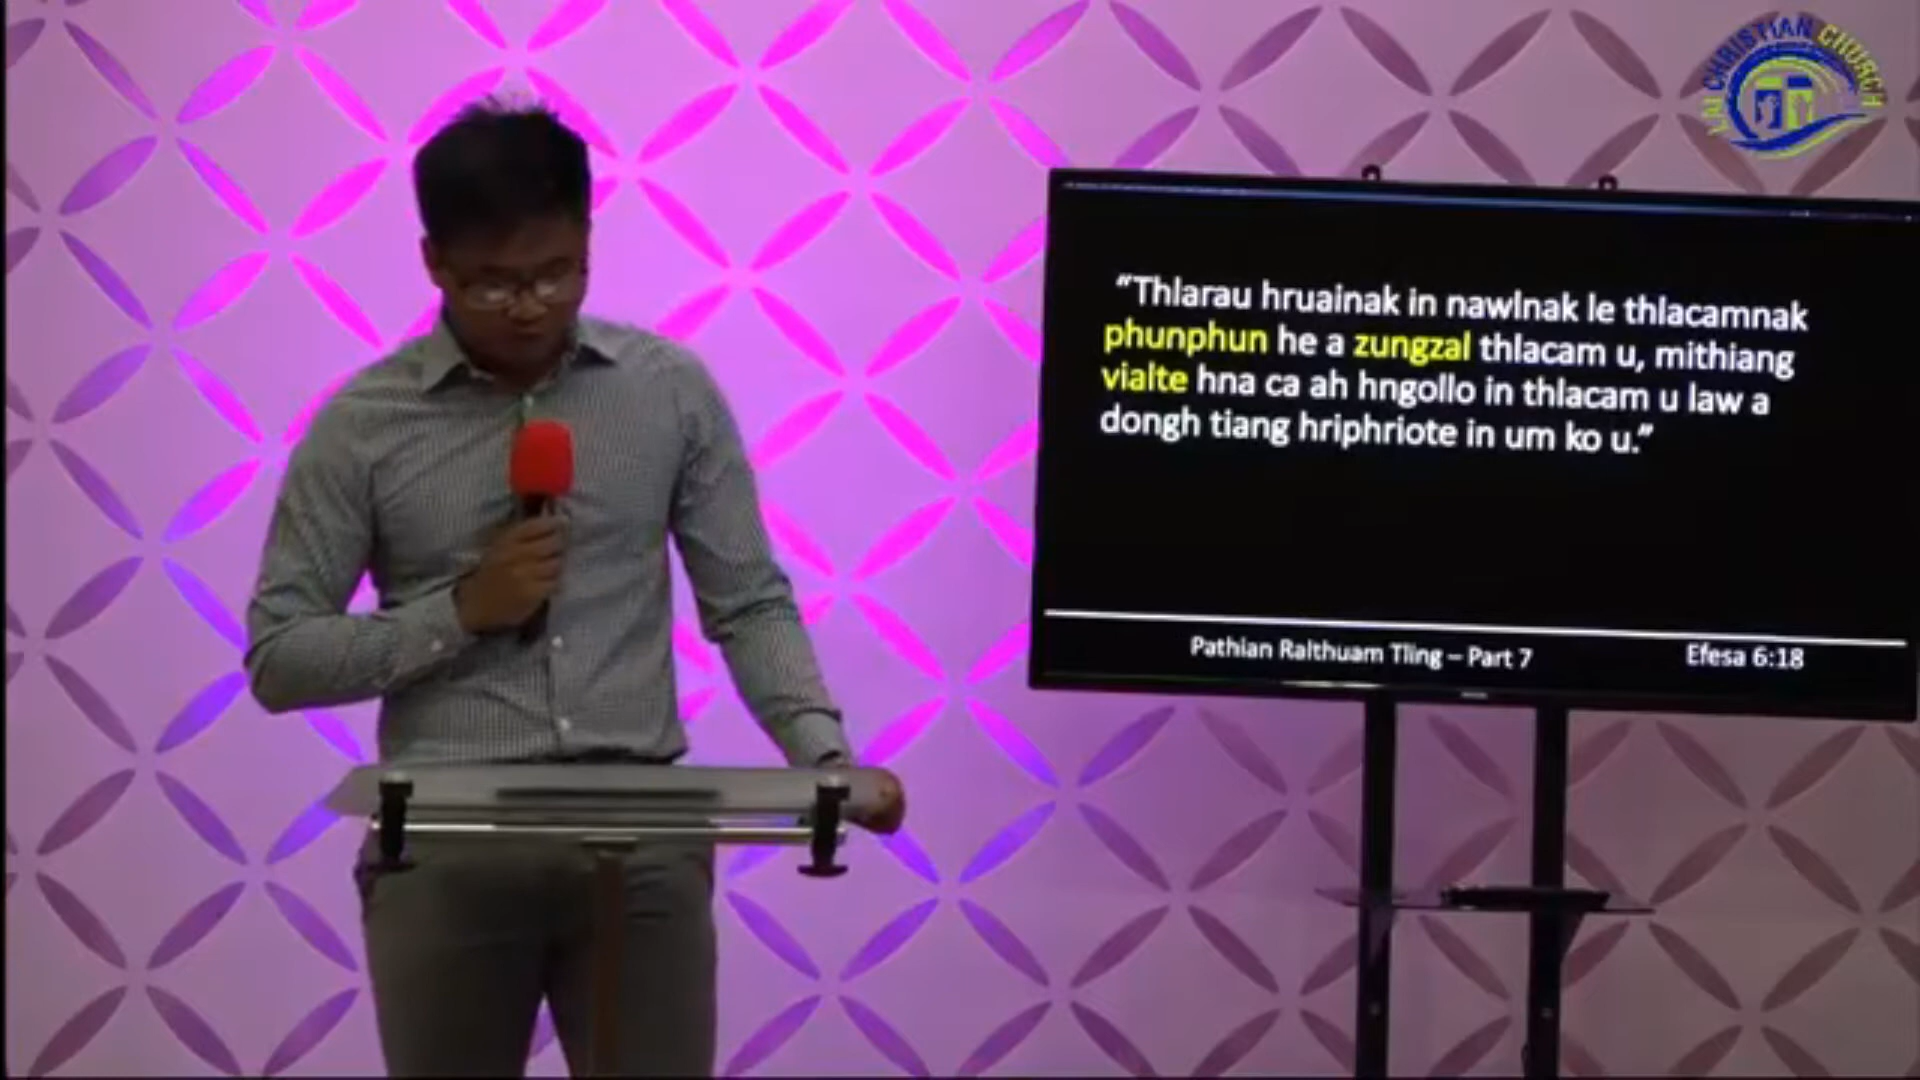 LAI CHRISTIAN CHURCH
“Thlarau hruainak in nawlnak le thlacamnak
phunphun he a zungzal thlacam u, mithiang
vialte hna ca ah hngollo in thlacam u law a
dongh tiang hriphriote in um ko u.”
Pathian Ralthuam Tling – Part 7
Efesa 6:18